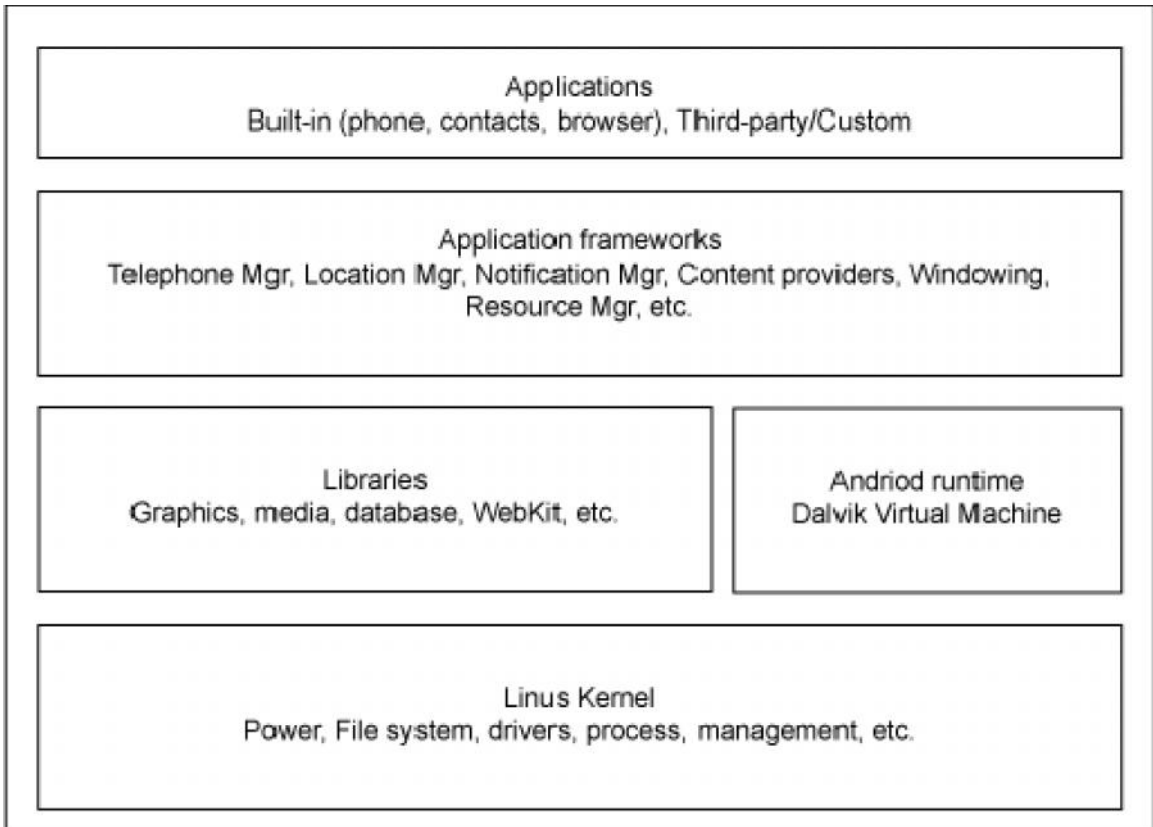 Applications
Built-in (phone, contacts, browser), Third-party/Custom
Application frameworks
Telephone Mgr, Location Mgr, Notification Mgr, Content providers, Windowing,
Resource Mgr, etc.
Libraries
Graphics, media, database, WebKit, etc.
Andriod runtime
Dalvik Virtual Machine
Linus Kernel
Power, File system, drivers, process, management, etc.